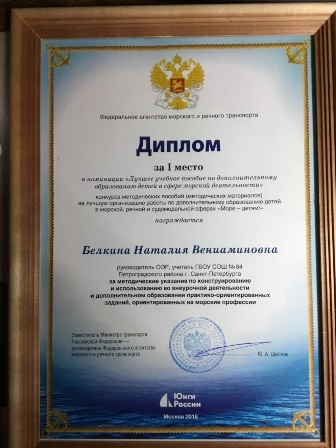 Федеральное агентство морского и речного транспорта
Диплом
за I место
в номинации «Лучшее учебное пособие по дополнительному
образованию детей в сфере морской деятельности»
конкурса методических пособий (методических материалов)
на лучшую организацию работы по дополнительному образованию детей
в морской, речной и судомодельной сферах «Море – детям!»
награждается
Белкина Наталия Вениаминовна
руководитель ОЭР, учитель ГБОУ СОШ № 84
Петроградского района г. Санкт-Петербурга
за методические указания по конструированию
и использованию во внеурочной деятельности
и дополнительном образовании практико-ориентированных
заданий, ориентированных на морские профессии
Заместитель Министра транспорта
Российской Федерации —
руководитель Федерального агентства
морского и речного транспорта
Ю. А. Цветков
Юнги
России
Москва 2018